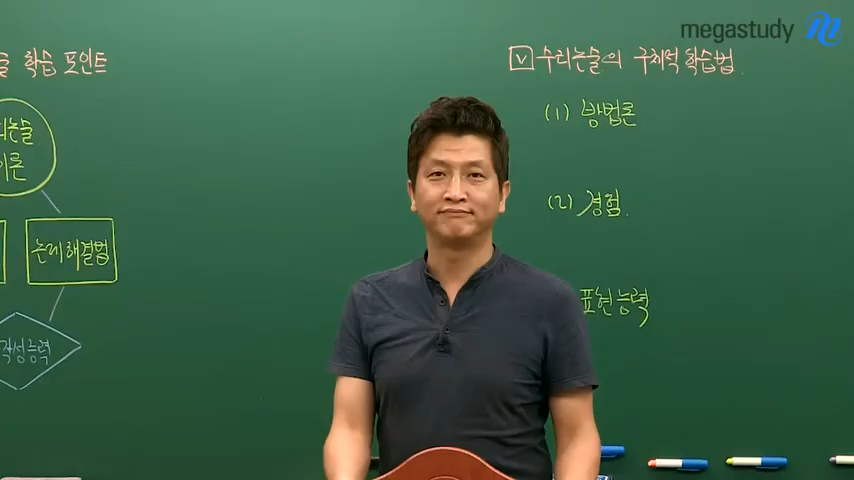 megastudy
학습 포인트
논술
이론
논제해결법
작성능력
V 수리논술의 구체적 학습법.
(1) 방법론
(2) 경험.
표현능력